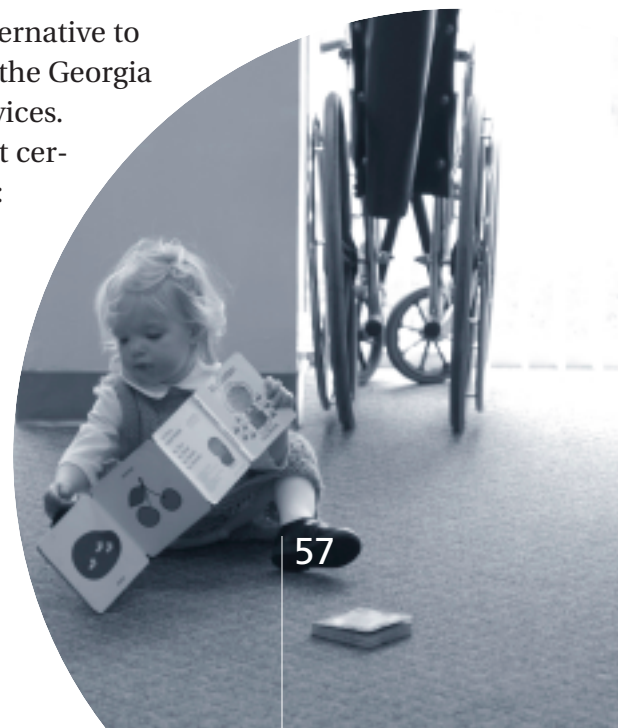 ernative to
the Georgia
vices.
t cer-
:
57